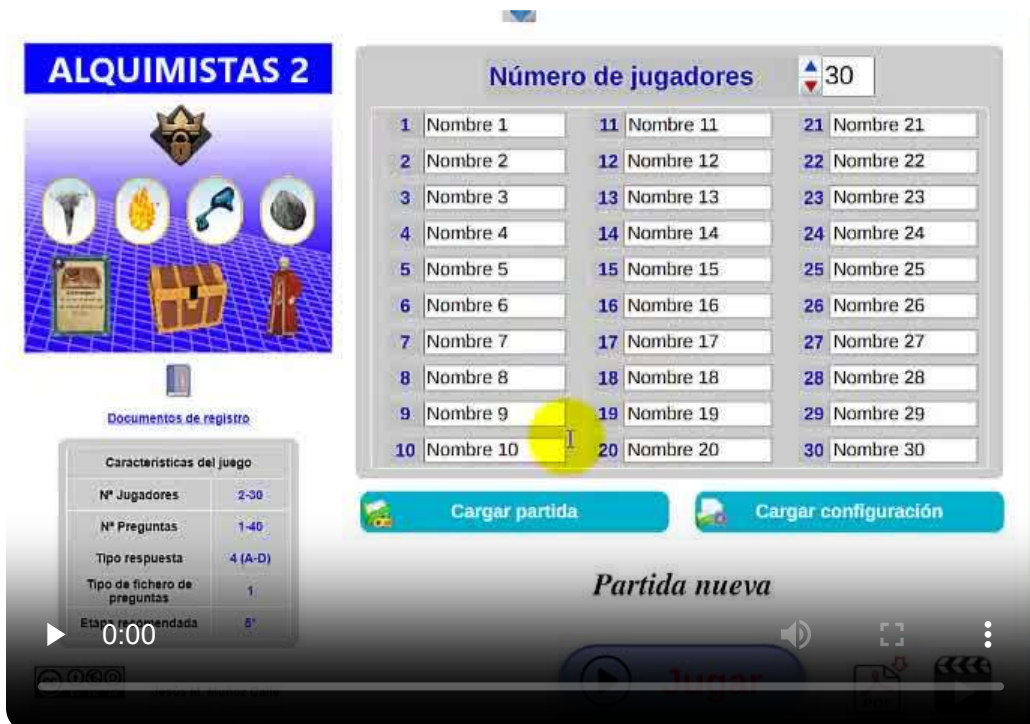 ALQUIMISTAS 2
Documentos de registro
Características del juego
Nª Jugadores 2-30
Nª Preguntas 1-40
Tipo respuesta 4 (A-D)
Tipo de fichero de preguntas 1
Etapa recomendada 5°
Número de jugadores 30
1 Nombre 1 11 Nombre 11 21 Nombre 21
2 Nombre 2 12 Nombre 12 22 Nombre 22
3 Nombre 3 13 Nombre 13 23 Nombre 23
4 Nombre 4 14 Nombre 14 24 Nombre 24
5 Nombre 5 15 Nombre 15 25 Nombre 25
6 Nombre 6 16 Nombre 16 26 Nombre 26
7 Nombre 7 17 Nombre 17 27 Nombre 27
8 Nombre 8 18 Nombre 18 28 Nombre 28
9 Nombre 9 19 Nombre 19 29 Nombre 29
10 Nombre 10 20 Nombre 20 30 Nombre 30
Cargar partida Cargar configuración
Partida nueva
Jugar
PDF
0:00